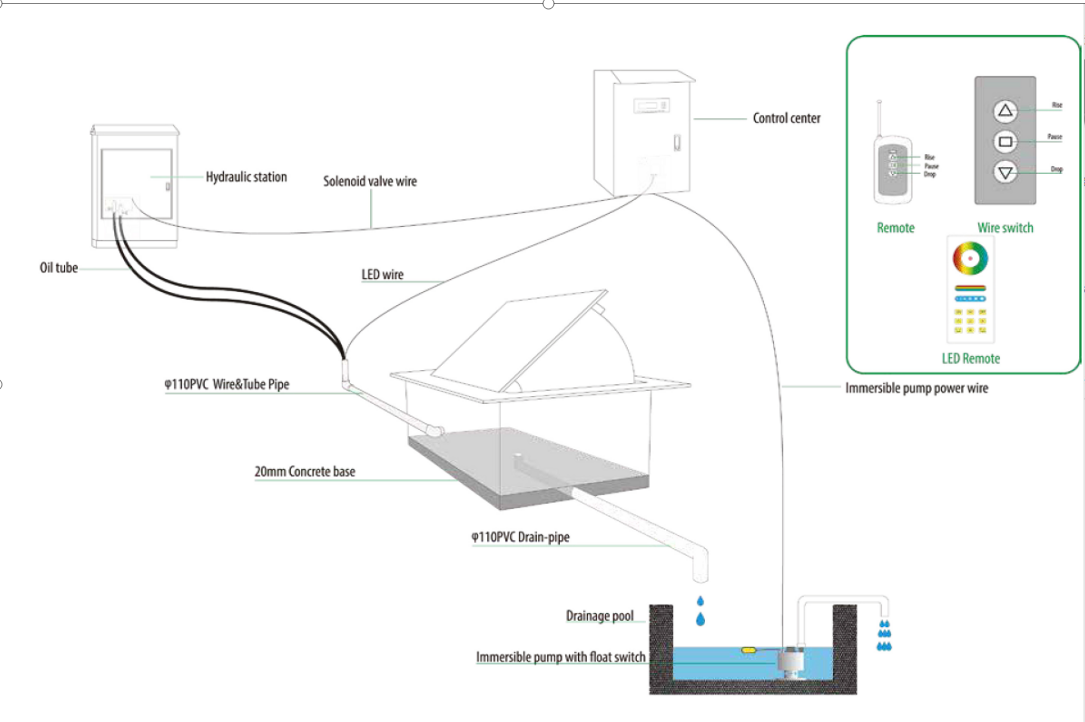 Control center
Hydraulic station
Solenoid valve wire
Oil tube
LED wire
φ110PVC Wire&Tube Pipe
20mm Concrete base
φ110PVC Drain-pipe
Immersible pump power wire
Drainage pool
Immersible pump with float switch
Rise
Pause
Drop
Remote
Rise
Pause
Drop
Wire switch
LED Remote